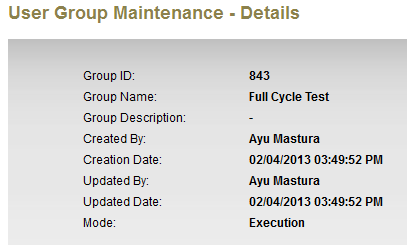 User Group Maintenance - Details
Group ID: 843
Group Name: Full Cycle Test
Group Description: -
Created By: Ayu Mastura
Creation Date: 02/04/2013 03:49:52 PM
Updated By: Ayu Mastura
Updated Date: 02/04/2013 03:49:52 PM
Mode: Execution